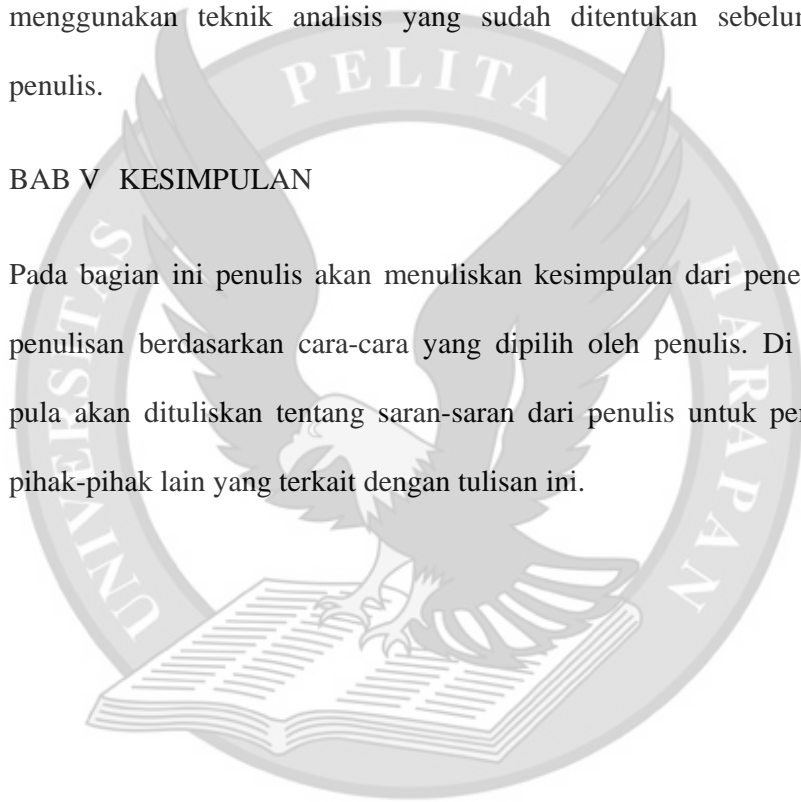 menggunakan teknik analisis yang sudah ditentukan
penulis.
BAB V KESIMPULAN
Pada bagian ini penulis akan menuliskan kesimpulan dari
penulisan berdasarkan cara-cara yang dipilih oleh penulis. Di
pula akan dituliskan tentang saran-saran dari penulis untuk
pihak-pihak lain yang terkait dengan tulisan ini.
UNIVERSITAS PELITA HARAPAN